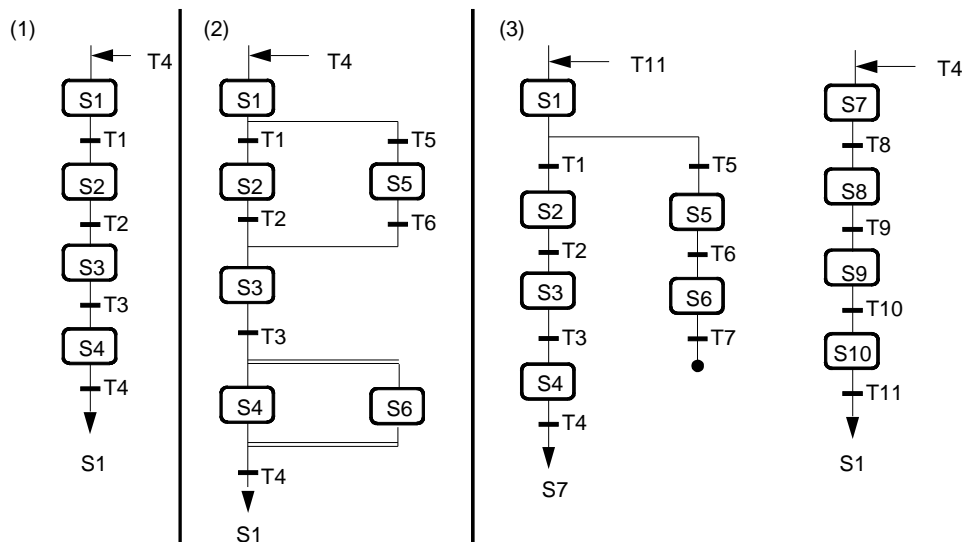 (1)
T4
S1
T1
S2
T2
S3
T3
S4
T4
S1
(2)
T4
S1
T1
T5
S2
S5
T2
T6
S3
T3
S4
S6
T4
S1
(3)
T11
S1
T1
T5
S2
S5
T2
T6
S3
S6
T3
T7
S4
T4
S7
T4
S7
T8
S8
T9
S9
T10
S10
T11
S1